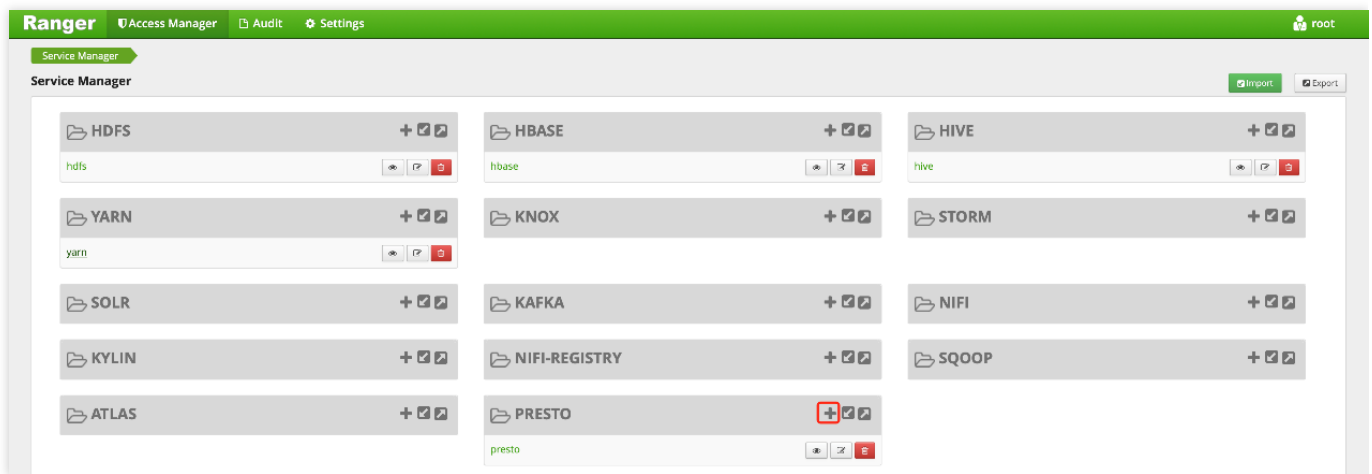 Ranger Access Manager Audit Settings root
Service Manager
Service Manager Import Export
HDFS HBASE HIVE
hdfs hbase hive
YARN KNOX STORM
yarn
SOLR KAFKA NIFI
KYLIN NIFI-REGISTRY SQOOP
ATLAS PRESTO
presto